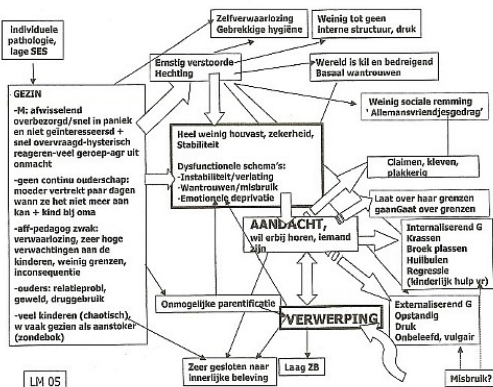 individuele
pathologie,
lage SES
Zelfverwaarlozing
Gebrekkige hygiëne
Weinig tot geen
interne structuur, druk
Ernstig verstoorde
Hechting
Wereld is kil en bedreigend
Basaal wantrouwen
GEZIN
-M: afwisselend
overbezorgd/snel in paniek
en niet geïnteresseerd +
snel overvraagd-hysterisch
reageren-veel geroep-agr uit
onmacht
-geen continu ouderschap:
moeder vertrekt paar dagen
wann ze het niet meer aan
kan + kind bij oma
-aff-pedagog zwak:
verwaarlozing, zeer hoge
verwachtingen aan de
kinderen, weinig grenzen,
inconsequentie
-ouders: relatieprobl,
geweld, druggebruik
-veel kinderen (chaotisch),
w vaak gezien als aanstoker
(zondebok)
Weinig sociale remming
' Allemansvriendjesgedrag'
Heel weinig houvast, zekerheid,
Stabiliteit
Dysfunctionele schema's:
-Instabiliteit/verlating
-Wantrouwen/misbruik
-Emotionele deprivatie
Claimen, kleven,
plakkerig
Laat over haar grenzen
gaanGaat over grenzen
AANDACHT,
wil erbij horen, iemand
zijn
Internaliserend G
Krassen
Broek plassen
Huilbuien
Regressie
(kinderlijk hulp vr)
Onmogelijke parentificatie
VERWERPING
Externaliserend G
Opstandig
Druk
Onbeleefd, vulgair
Zeer gesloten naar
innerlijke beleving
Laag ZB
Misbruik?
LM 05